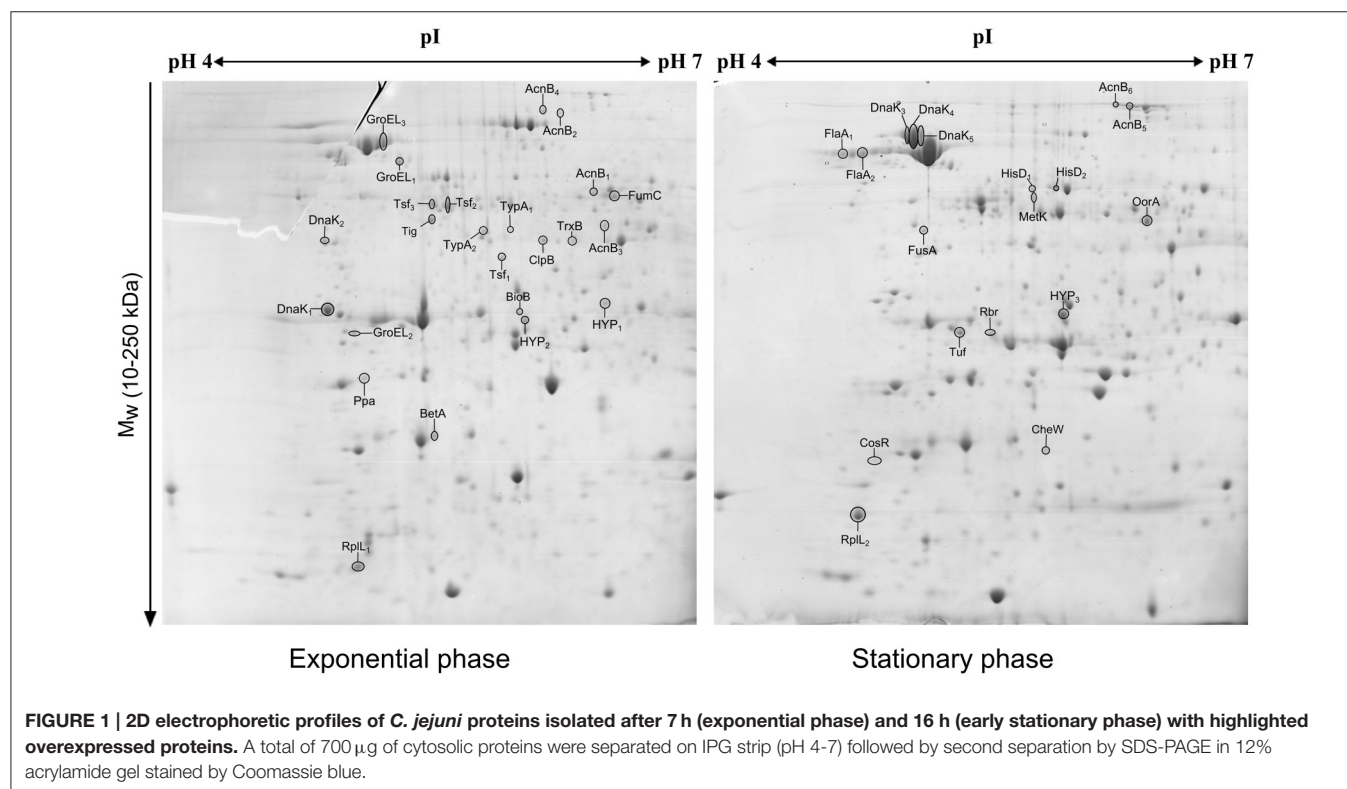 pI
pH 4
pH 7
pI
pH 4
pH 7
Mw (10-250 kDa)
AcnB4
AcnB2
GroEL3
GroEL1
AcnB1
FumC
Tsf3
Tsf2
Tig
TypA1
TypA2
DnaK2
TrxB
ClpB
AcnB3
Tsf1
BioB
HYP1
DnaK1
GroEL2
HYP2
Ppa
BetA
RplL1
AcnB6
AcnB5
DnaK3
DnaK4
DnaK5
FlaA1
FlaA2
HisD1
HisD2
MetK
OorA
FusA
HYP3
Rbr
Tuf
CheW
CosR
RplL2
Exponential phase
Stationary phase
FIGURE 1 | 2D electrophoretic profiles of C. jejuni proteins isolated after 7 h (exponential phase) and 16 h (early stationary phase) with highlighted
overexpressed proteins. A total of 700 μg of cytosolic proteins were separated on IPG strip (pH 4-7) followed by second separation by SDS-PAGE in 12%
acrylamide gel stained by Coomassie blue.